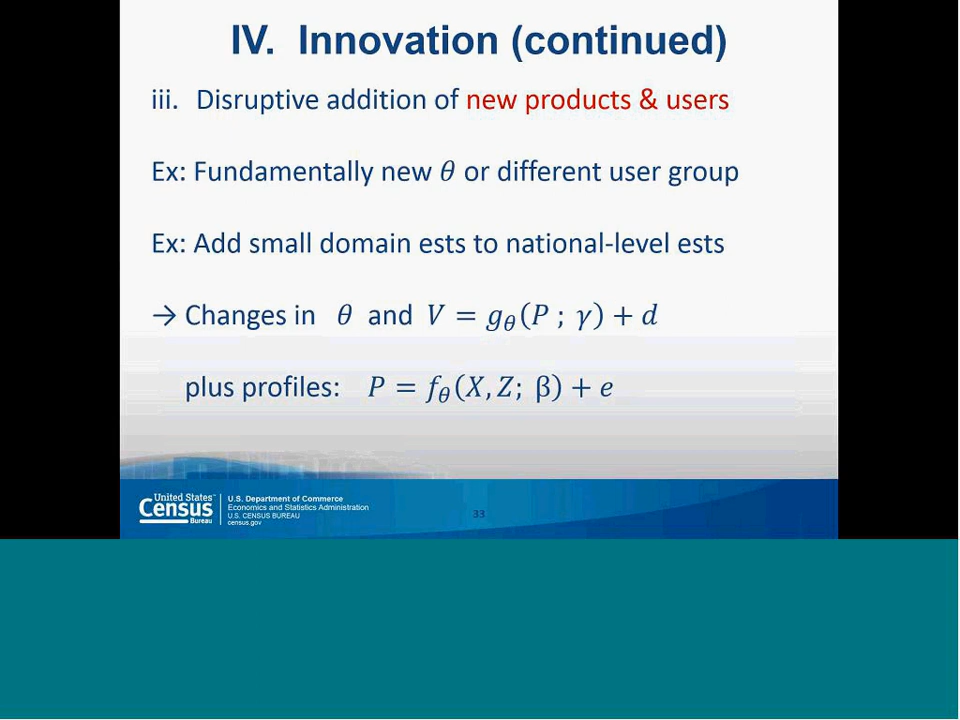 IV. Innovation (continued)
iii. Disruptive addition of new products & users
Ex: Fundamentally new 𝜃 or different user group
Ex: Add small domain ests to national-level ests
→ Changes in 𝜃 and 𝑉 = 𝑔_𝜃(𝑃 ; 𝛾) + 𝑑
plus profiles: 𝑃 = 𝑓_𝜃(𝑋, 𝑍; β) + 𝑒
United States™
Census
Bureau
U.S. Department of Commerce
Economics and Statistics Administration
U.S. CENSUS BUREAU
census.gov
33